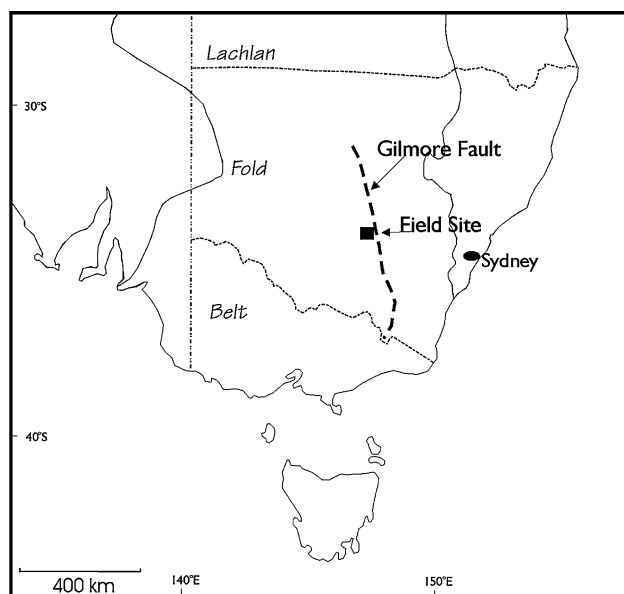 Lachlan
30°S
Gilmore Fault
Fold
Field Site
Sydney
Belt
40°S
400 km
140°E
150°E